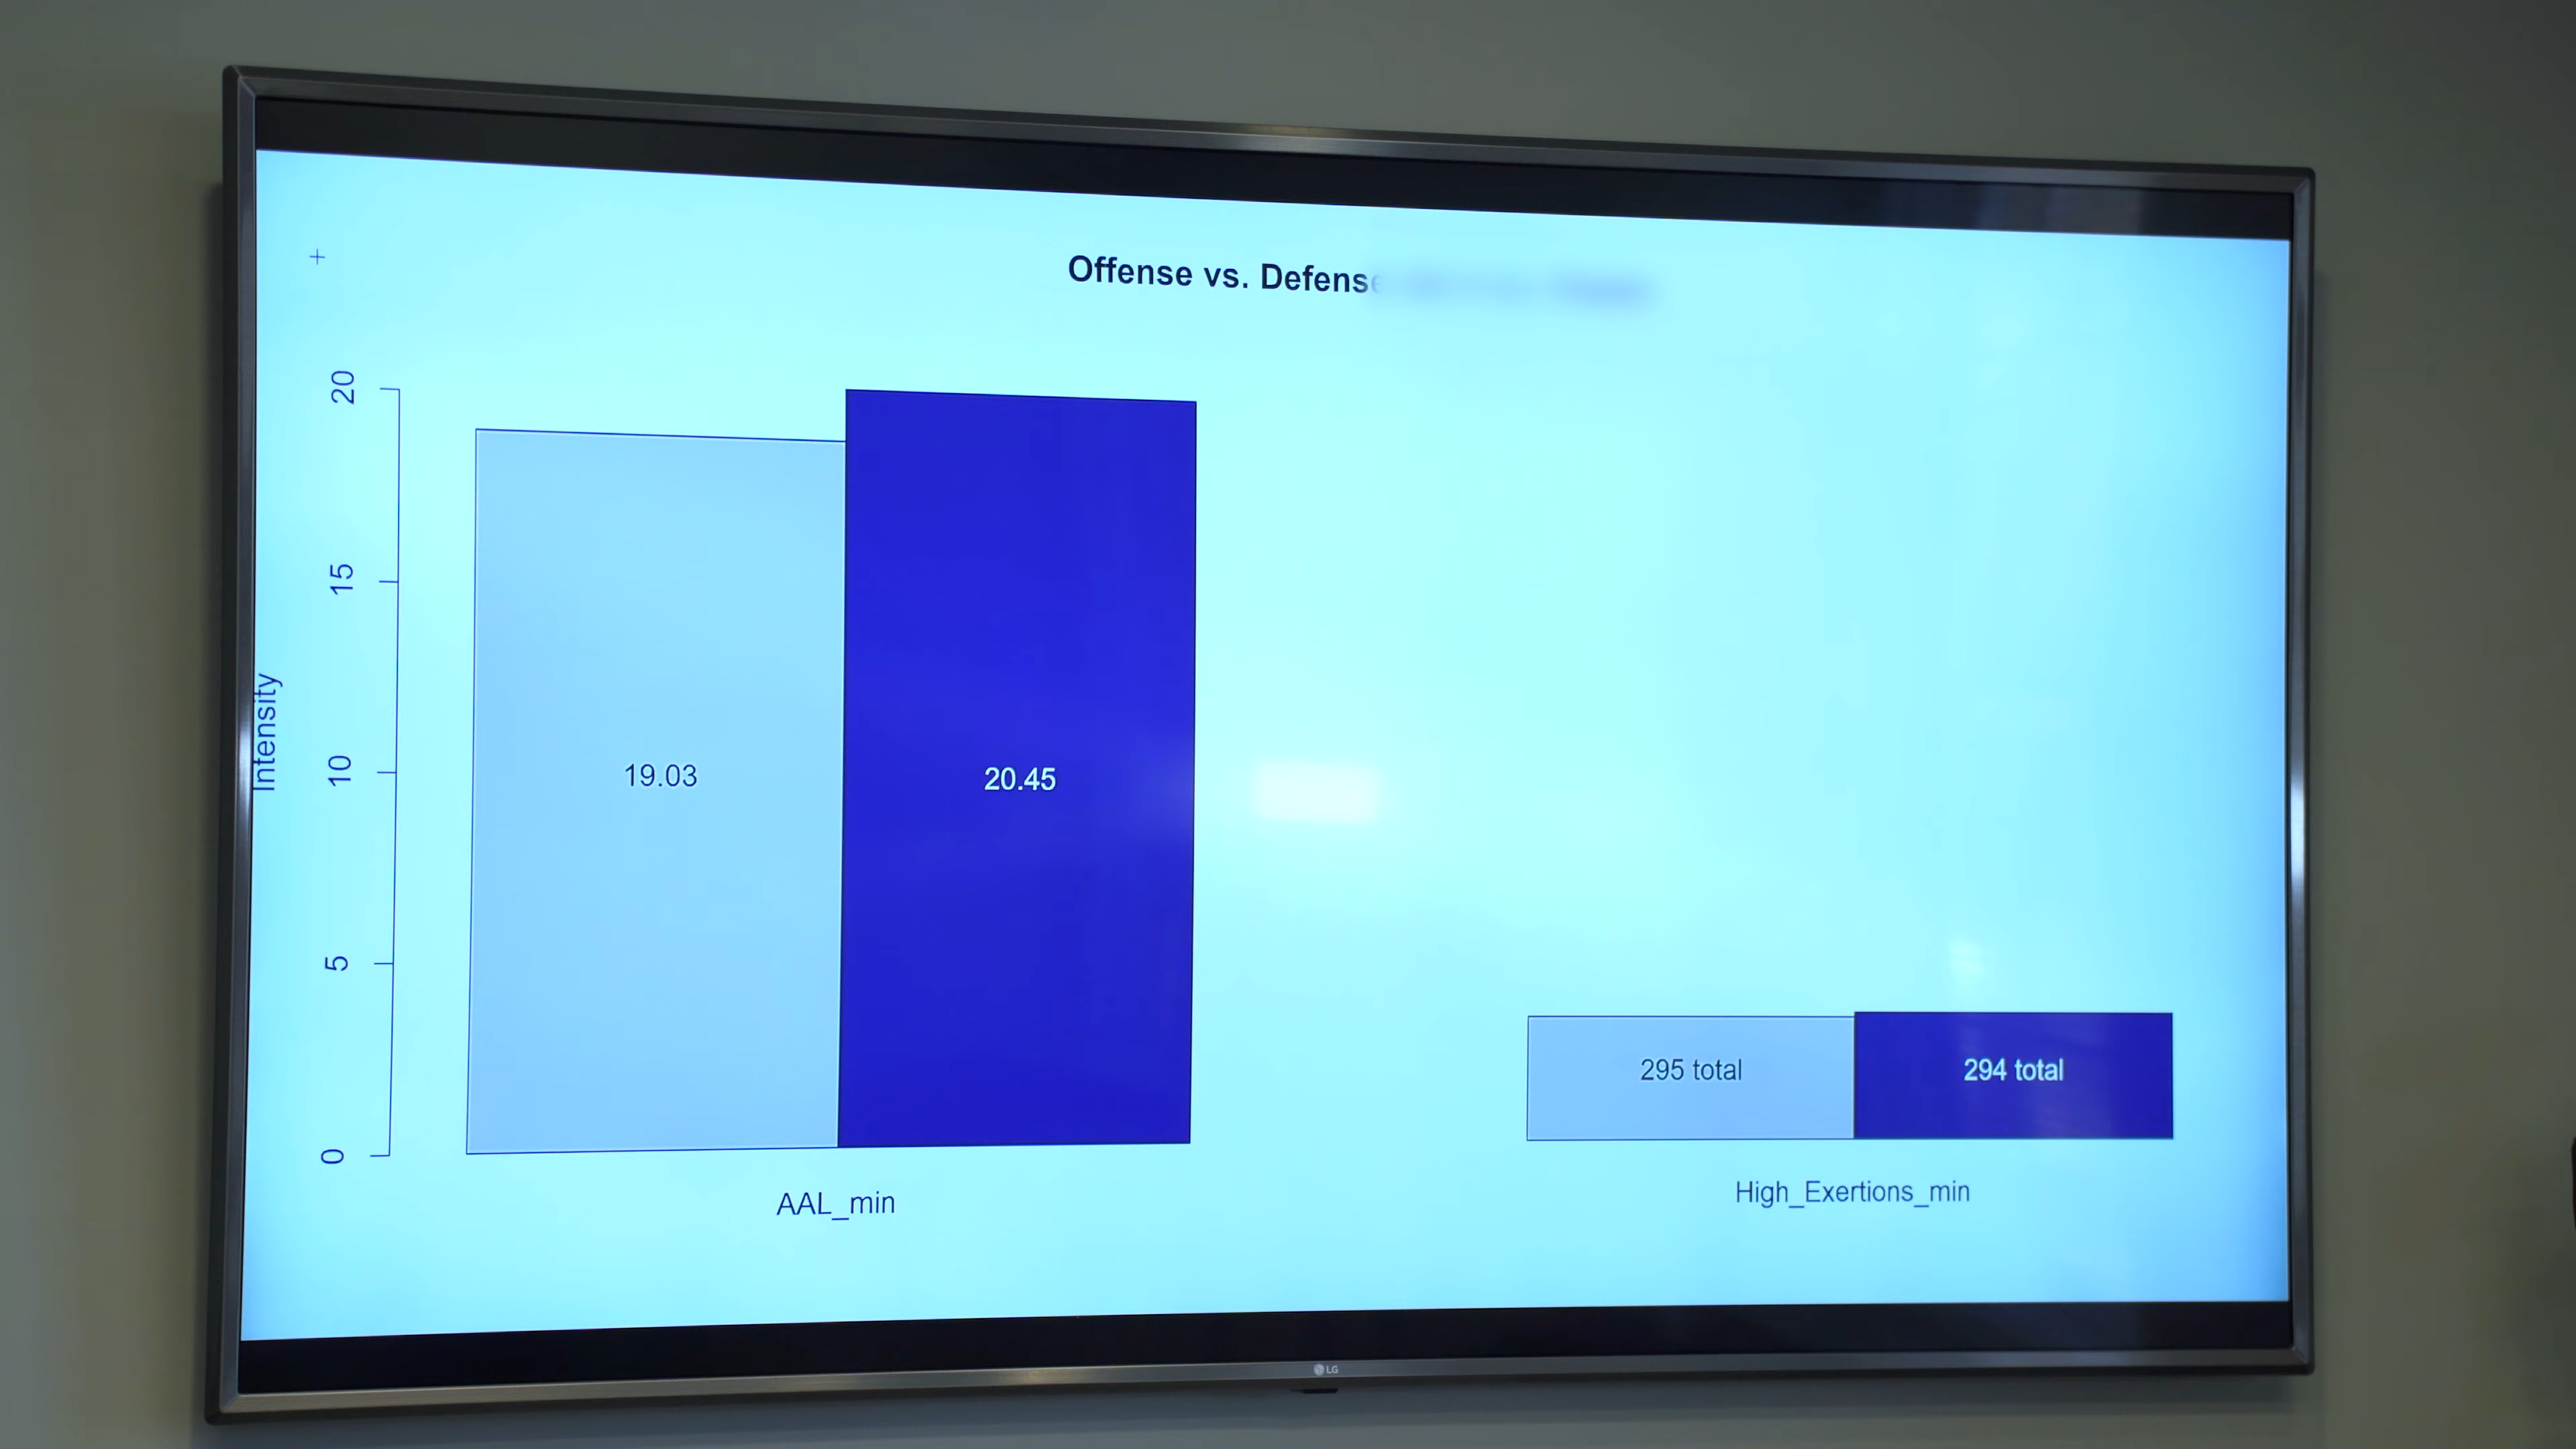 Offense vs. Defense
20
15
10
5
0
Intensity
19.03
20.45
295 total
294 total
AAL_min
High_Exertions_min
LG